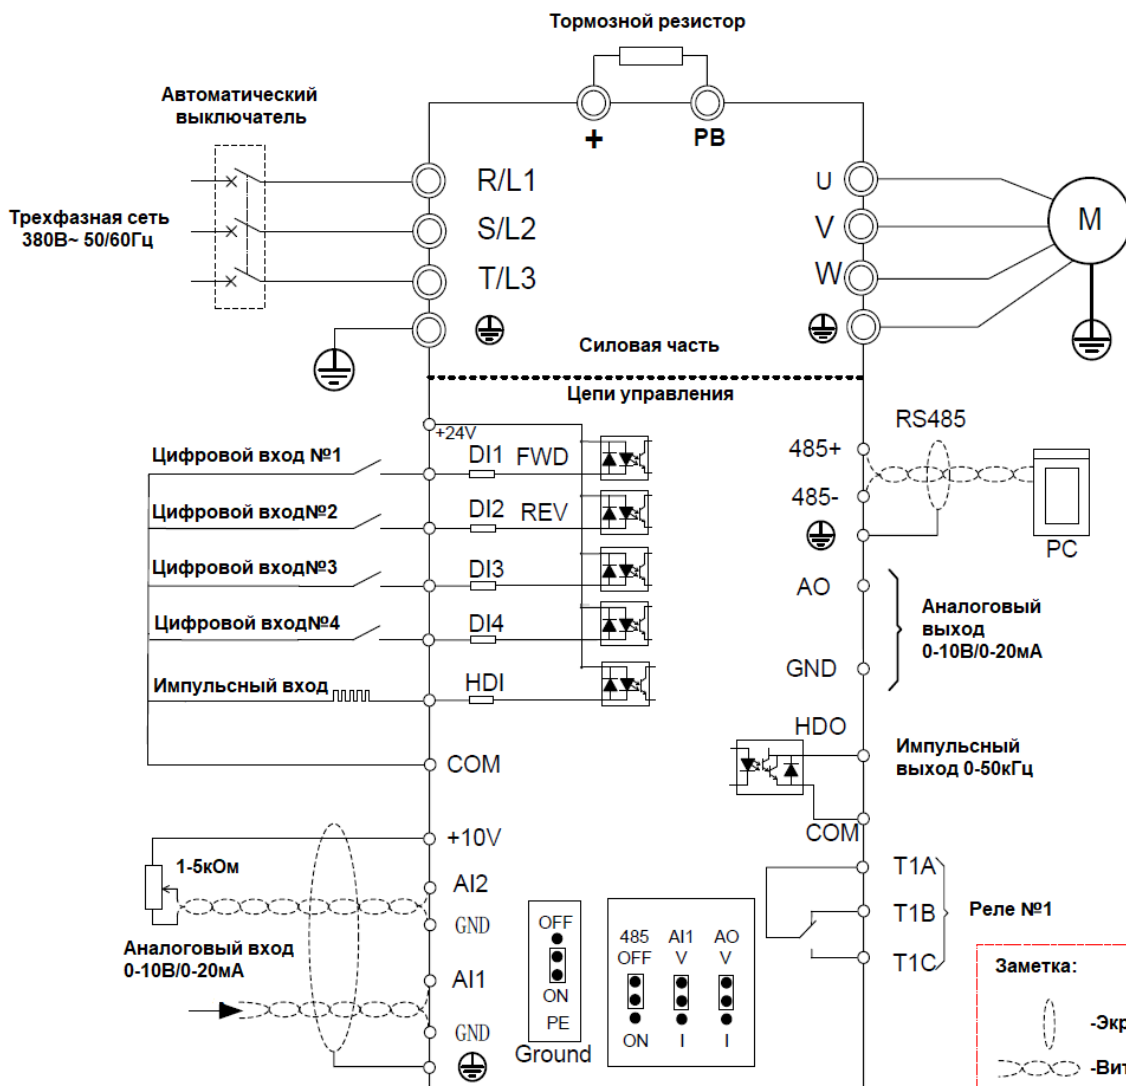 Тормозной резистор
+
PB
Автоматический
выключатель
Трехфазная сеть
380В~ 50/60Гц
R/L1
S/L2
T/L3
U
V
W
M
Силовая часть
Цепи управления
+24V
Цифровой вход №1
DI1 FWD
Цифровой вход№2
DI2 REV
Цифровой вход№3
DI3
Цифровой вход№4
DI4
Импульсный вход
HDI
COM
RS485
485+
485-
PC
AO
GND
Аналоговый
выход
0-10В/0-20мА
HDO
COM
Импульсный
выход 0-50кГц
+10V
1-5кОм
AI2
GND
Аналоговый вход
0-10В/0-20мА
AI1
GND
OFF
ON
PE
Ground
485 AI1 AO
OFF V V
ON I I
T1A
T1B
T1C
Реле №1
Заметка:
-Экр
-Вит